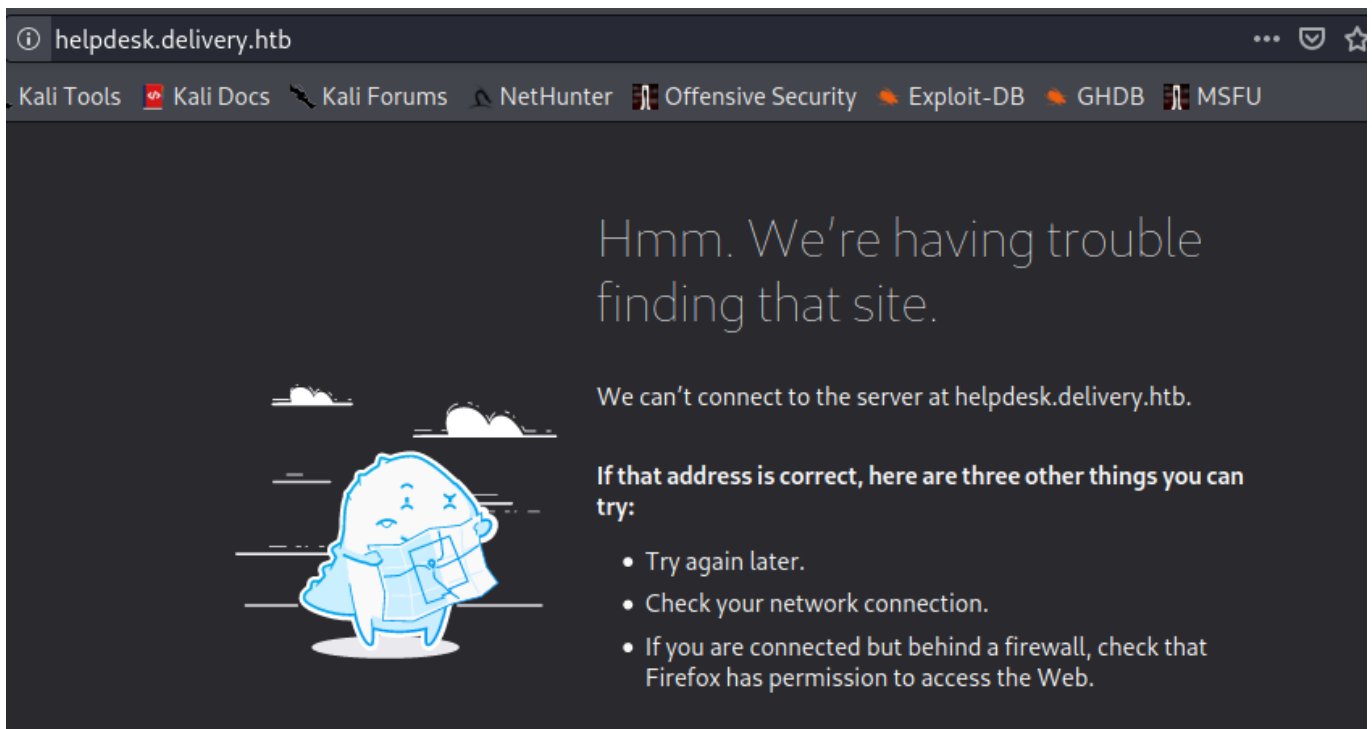 helpdesk.delivery.htb
Kali Tools Kali Docs Kali Forums NetHunter Offensive Security Exploit-DB GHDB MSFU
Hmm. We're having trouble
finding that site.
We can't connect to the server at helpdesk.delivery.htb.
If that address is correct, here are three other things you can
try:
• Try again later.
• Check your network connection.
• If you are connected but behind a firewall, check that
Firefox has permission to access the Web.